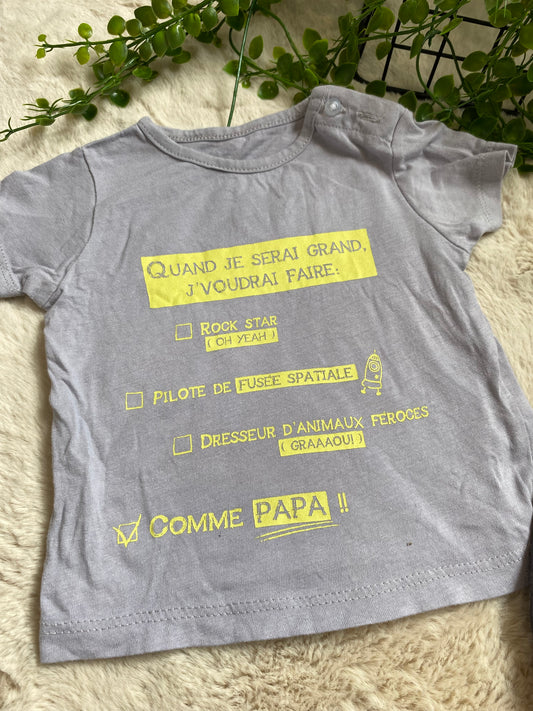 QUAND JE SERAI GRAND,
J'VOUDRAI FAIRE:
ROCK STAR
( OH YEAH )
PILOTE DE FUSÉE SPATIALE
DRESSEUR D'ANIMAUX FÉROCES
( GRAAAOU! )
COMME PAPA !!